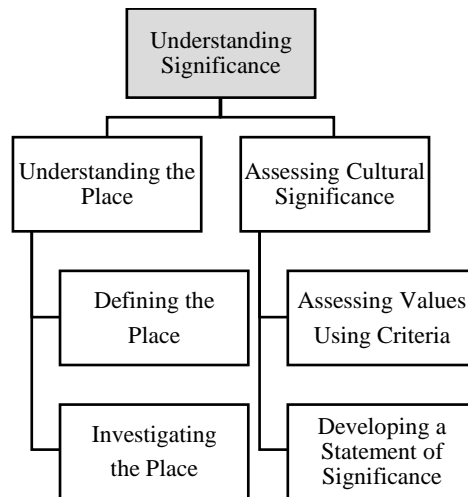 Understanding
Significance
Understanding the
Place
Assessing Cultural
Significance
Defining the
Place
Assessing Values
Using Criteria
Investigating
the Place
Developing a
Statement of
Significance